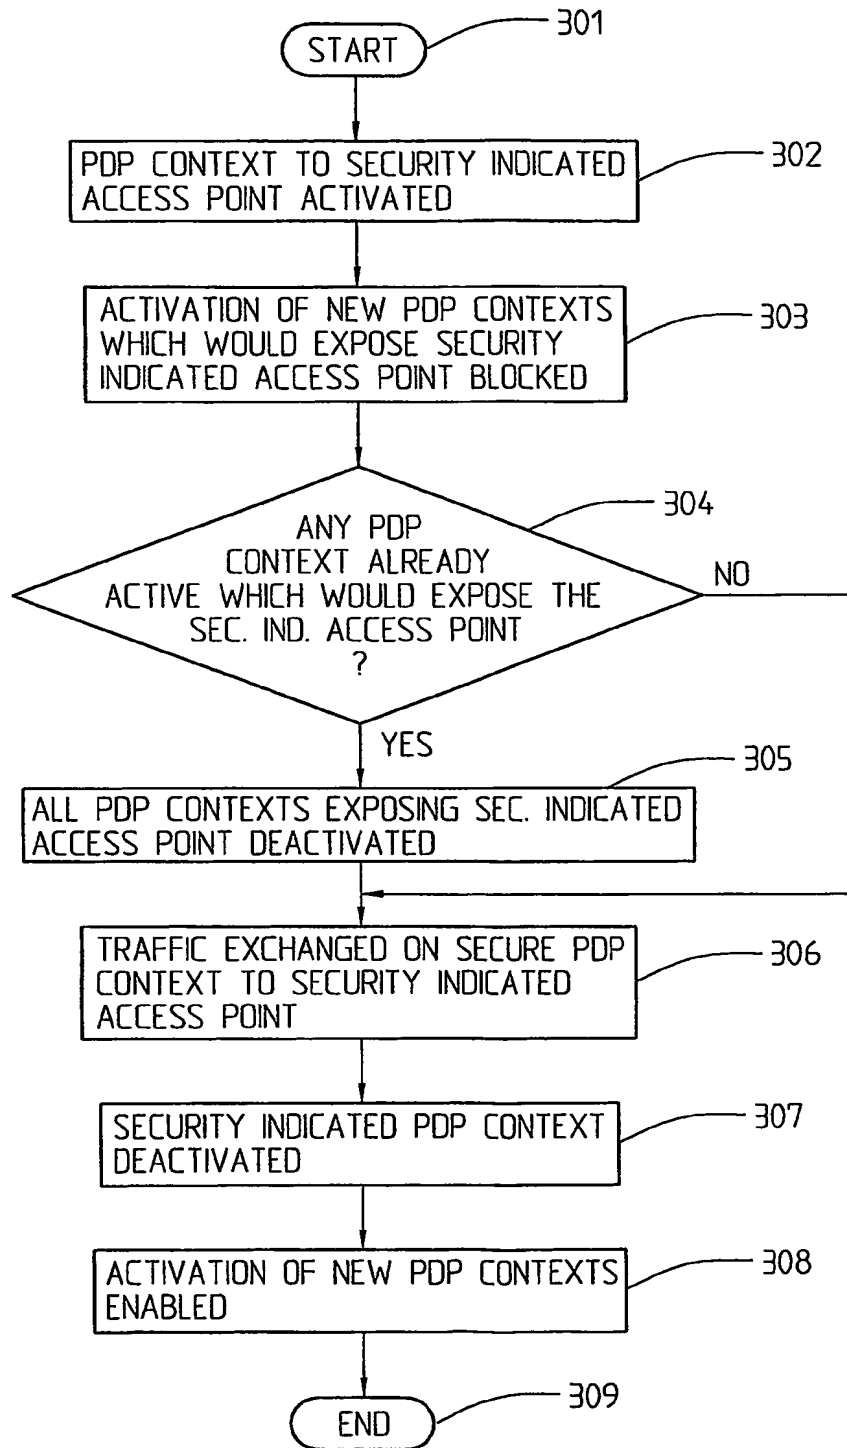 START
301
PDP CONTEXT TO SECURITY INDICATED
ACCESS POINT ACTIVATED
302
ACTIVATION OF NEW PDP CONTEXTS
WHICH WOULD EXPOSE SECURITY
INDICATED ACCESS POINT BLOCKED
303
ANY PDP
CONTEXT ALREADY
ACTIVE WHICH WOULD EXPOSE THE
SEC. IND. ACCESS POINT
?
304
NO
YES
305
ALL PDP CONTEXTS EXPOSING SEC. INDICATED
ACCESS POINT DEACTIVATED
TRAFFIC EXCHANGED ON SECURE PDP
CONTEXT TO SECURITY INDICATED
ACCESS POINT
306
SECURITY INDICATED PDP CONTEXT
DEACTIVATED
307
ACTIVATION OF NEW PDP CONTEXTS
ENABLED
308
END
309